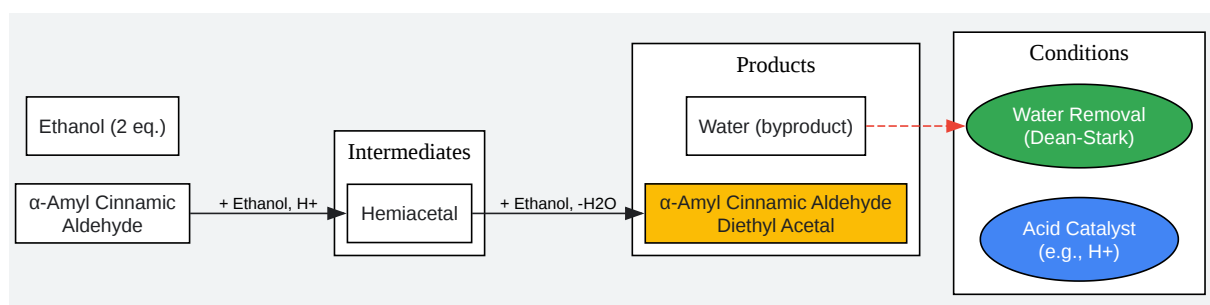 Ethanol (2 eq.)
α-Amyl Cinnamic
Aldehyde
+ Ethanol, H+
Intermediates
Hemiacetal
+ Ethanol, -H2O
Products
Water (byproduct)
α-Amyl Cinnamic Aldehyde
Diethyl Acetal
Conditions
Water Removal
(Dean-Stark)
Acid Catalyst
(e.g., H+)